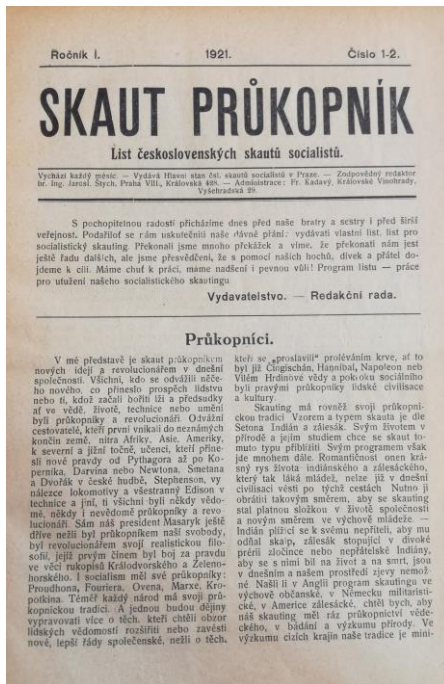 Ročník I.
1921.
Číslo 1-2.
SKAUT PRŮKOPNÍK
List československých skautů socialistů.
Vychází každý měsíc. — Vydává Hlavní stan čsl. skautů socialistů v Praze. — Zodpovědný redaktor
br. Ing. Jarosl. Štych, Praha VIII., Královská 428. — Administrace: Fr. Kadavý, Královské Vinohrady,
Vyšehradská 29.
S pochopitelnou radostí přicházíme dnes před naše bratry a sestry i před širší
veřejnost. Podařiloť se nám uskutečniti naše dávné přání: vydávati vlastní list, list pro
socialistický skauting. Překonali jsme mnoho překážek a víme, že překonati nám jest
ještě řadu dalších, ale jsme přesvědčeni, že s pomocí našich hochů, dívek a přátel do-
jdeme k cíli. Máme chuť k práci, máme nadšení i pevnou vůli! Program listu — práce
pro utužení našeho socialistického skautingu
Vydavatelstvo. — Redakční rada.
Průkopníci.
V mé představě je skaut průkopníkem
nových idejí a revolucionářem v dnešní
společnosti. Všichni, kdo se odvážili něče-
ho nového, co přineslo prospěch lidstvu
nebo ti, kdož začali bořiti lži a předsudky
ať ve vědě, životě, technice nebo umění
byli průkopníky a revolucionáři. Odvážní
cestovatelé, kteří první vnikali do neznámých
končin země, nitra Afriky, Asie, Ameriky,
k severní a jižní točně, učenci, kteří přine-
sli nové pravdy od Pythagora až po Ko-
perníka, Darvina nebo Newtona, Smetana
a Dvořák v české hudbě, Stephenson, vy
nálezce lokomotivy a všestranný Edison v
technice a jiní, ti všichni byli někdy vědo-
mě, někdy i nevědomě průkopníky a revo-
lucionáři. Sám náš president Masaryk ještě
dříve nežli byl průkopníkem naší svobody,
byl revolucionářem svojí realistickou filo-
sofií, jejíž prvým činem byl boj za pravdu
ve věci rukopisů Královdvorského a Zeleno-
horského. I socialism měl své průkopníky:
Proudhona, Fouriera, Ovena, Marxe, Kro-
potkina. Téměř každý národ má svoji prů-
kopnickou tradici. A jednou budou dějiny
vypravovati více o těch, kteří chtěli obzor
lidských vědomostí rozšířiti nebo zavésti
nové, lepší řády společenské, nežli o těch,
kteří se „proslavili" proléváním krve, ať to
byl již Čingischán, Hannibal, Napoleon neb
Vilém Hrdinové vědy a pokroku sociálního
byli pravými průkopníky lidské civilisace
a kultury.
Skauting má rovněž svoji průkopni-
ckou tradici Vzorem a typem skauta je dle
Setona Indián a zálesák. Svým životem v
přírodě a jejím studiem chce se skaut to-
muto typu přiblížiti. Svým programem však
jde mnohem dále. Romantičnost onen krá-
sný rys života indiánského a zálesáckého,
který tak láká mládež, nelze již v dnešní
civilisaci věsti po týchž cestách Nutno ji
obrátiti takovým směrem, aby se skauting
stal platnou složkou v životě společnosti
a novým směrem ve výchově mládeže. —
Indián plížící se k svému nepříteli, aby mu
odňal skalp, zálesák stopující v divoké
prérii zločince nebo nepřátelské Indiány,
aby se s nimi bil na život a na smrt, jsou
v dnešním a našem prostředí zjevy nemož-
né Našli li v Anglii program skautingu ve
výchově občanské, v Německu militaristi-
cké, v Americe zálesácké, chtěl bych, aby
náš skauting měl ráz průkopnictví věde-
ckého, v bádání a výzkumu přírody. Ve
výzkumu cizích krajin naše tradice je mini-